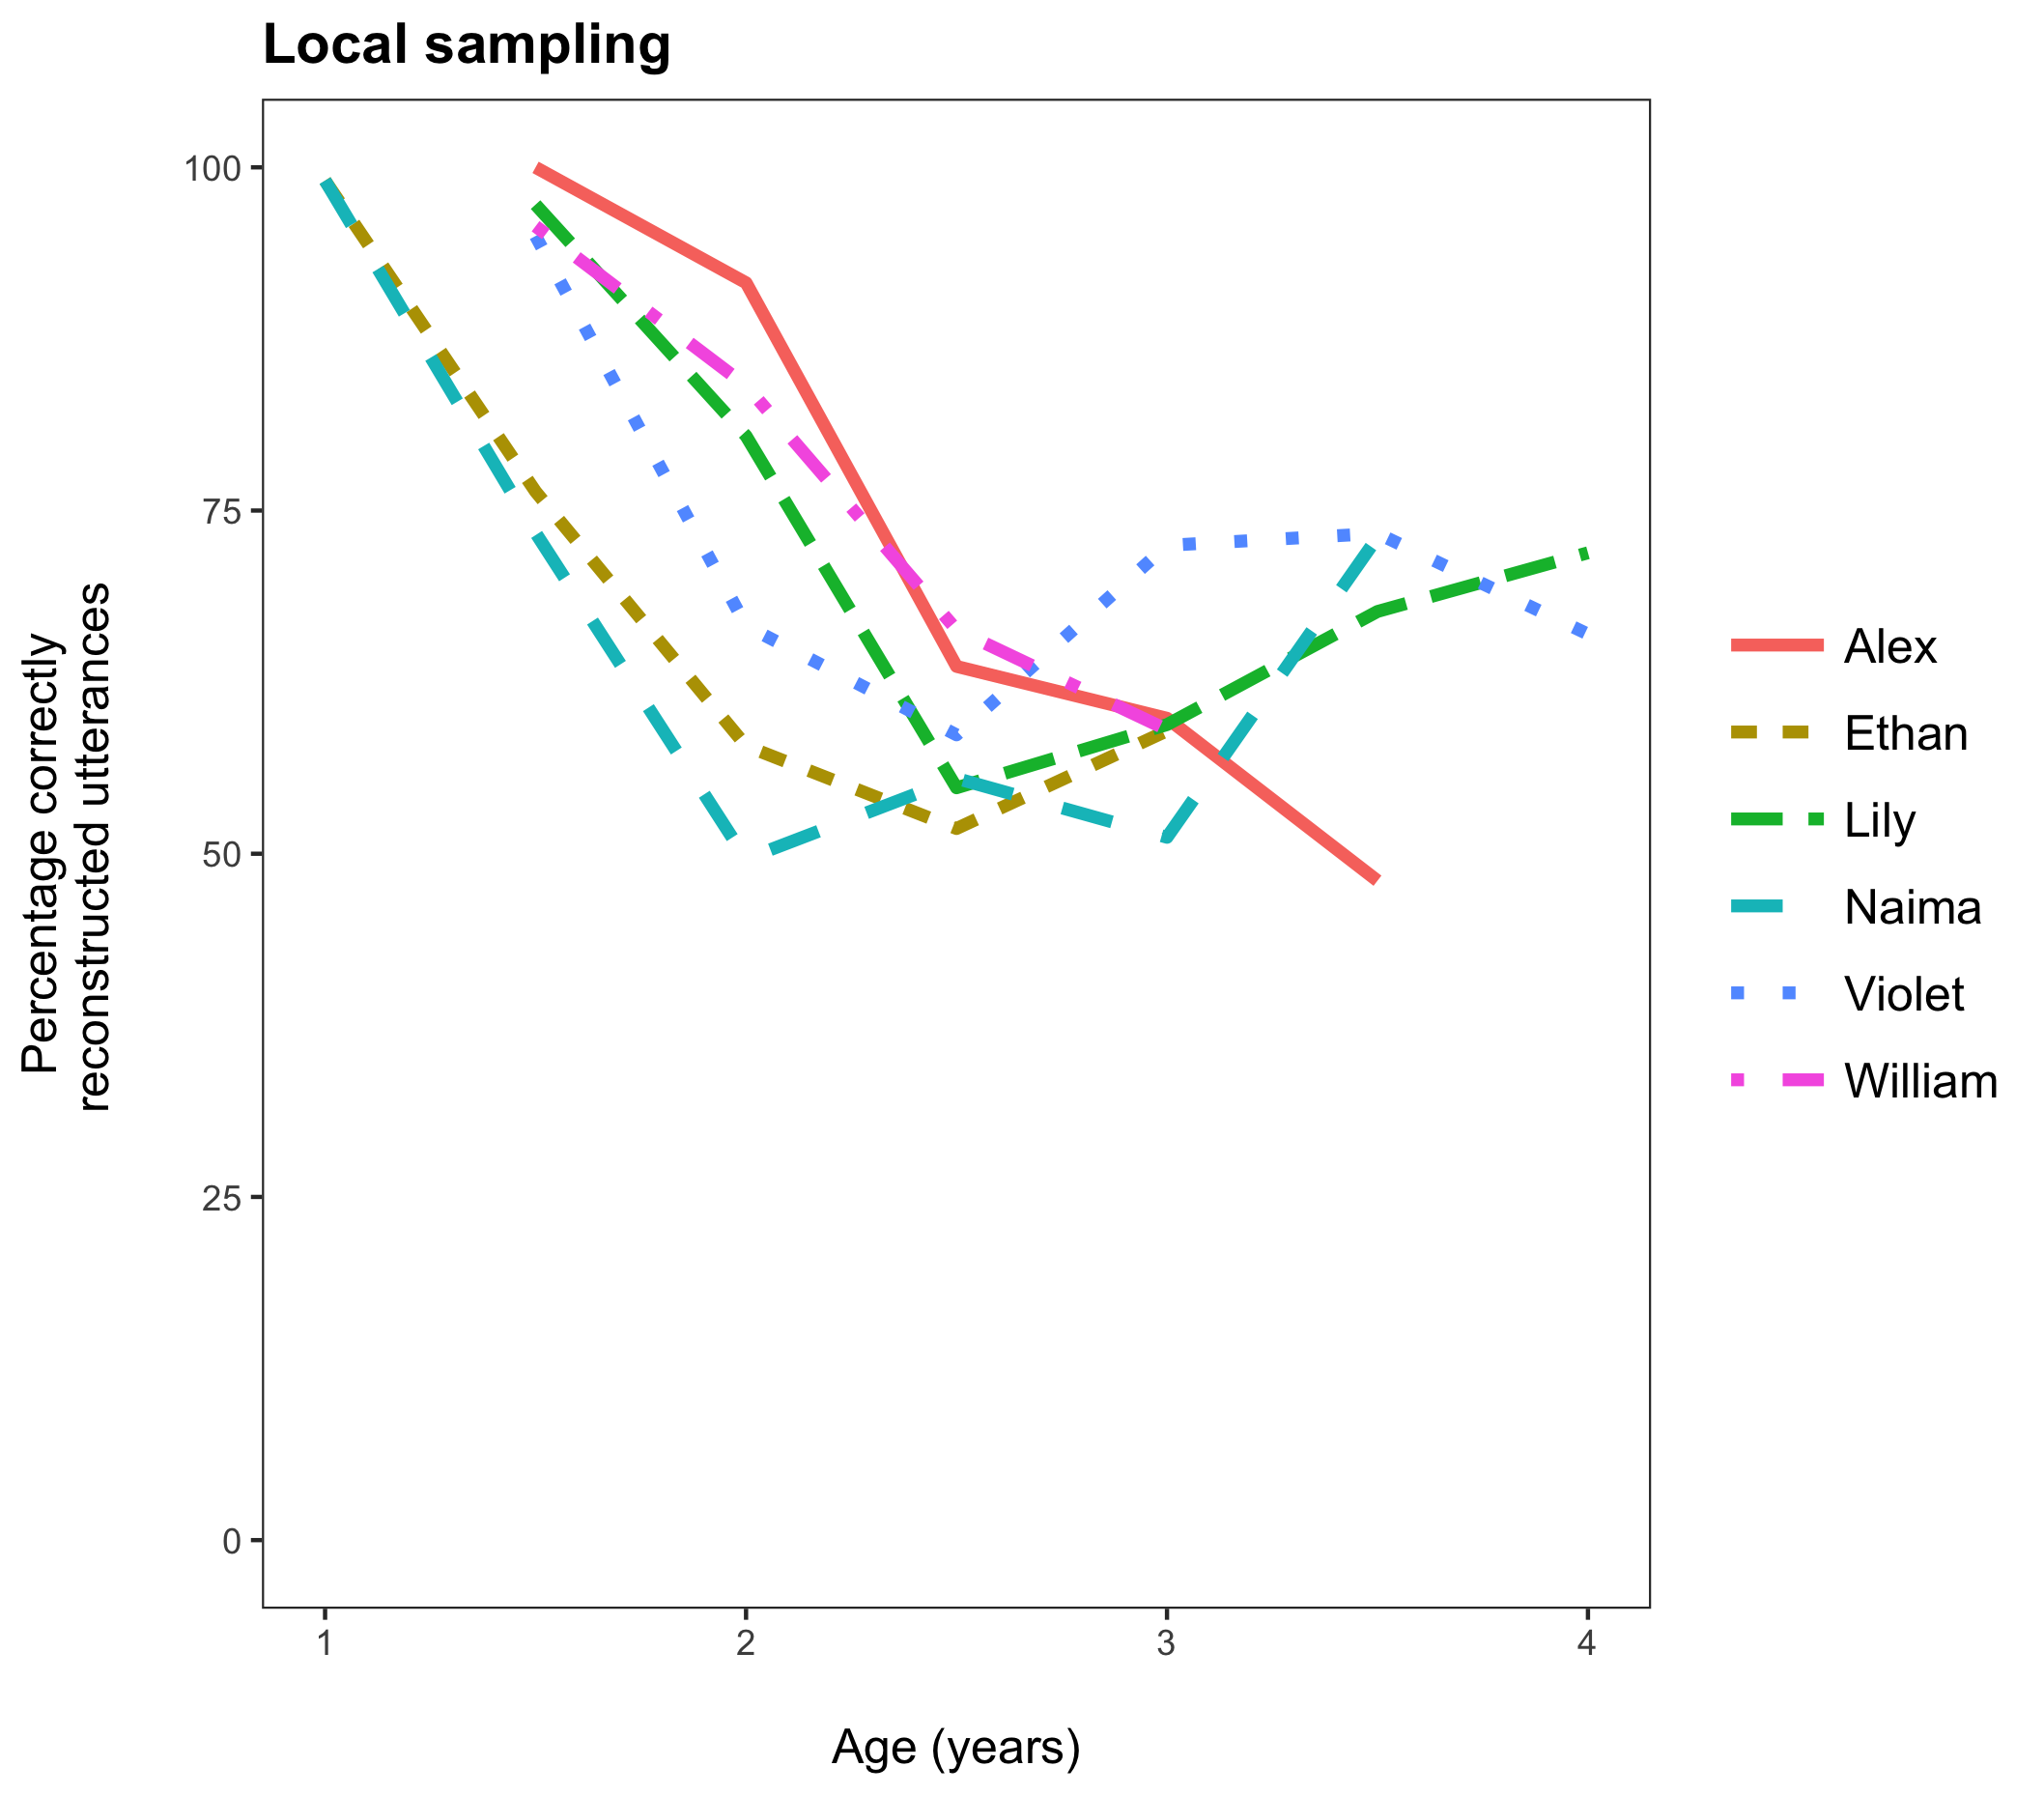 Local sampling
Percentage correctly
reconstructed utterances
100
75
50
25
0
1 2 3 4
Age (years)
Alex
Ethan
Lily
Naima
Violet
William